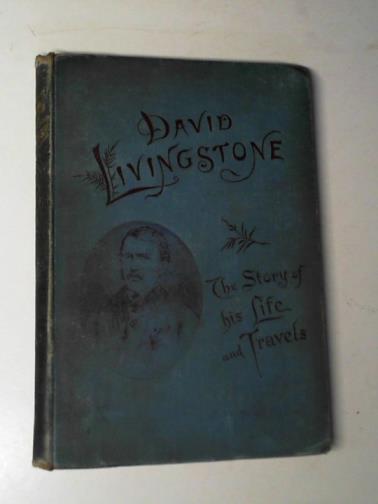 DAVID
LIVINGSTONE
The Story of
his Life
and Travels